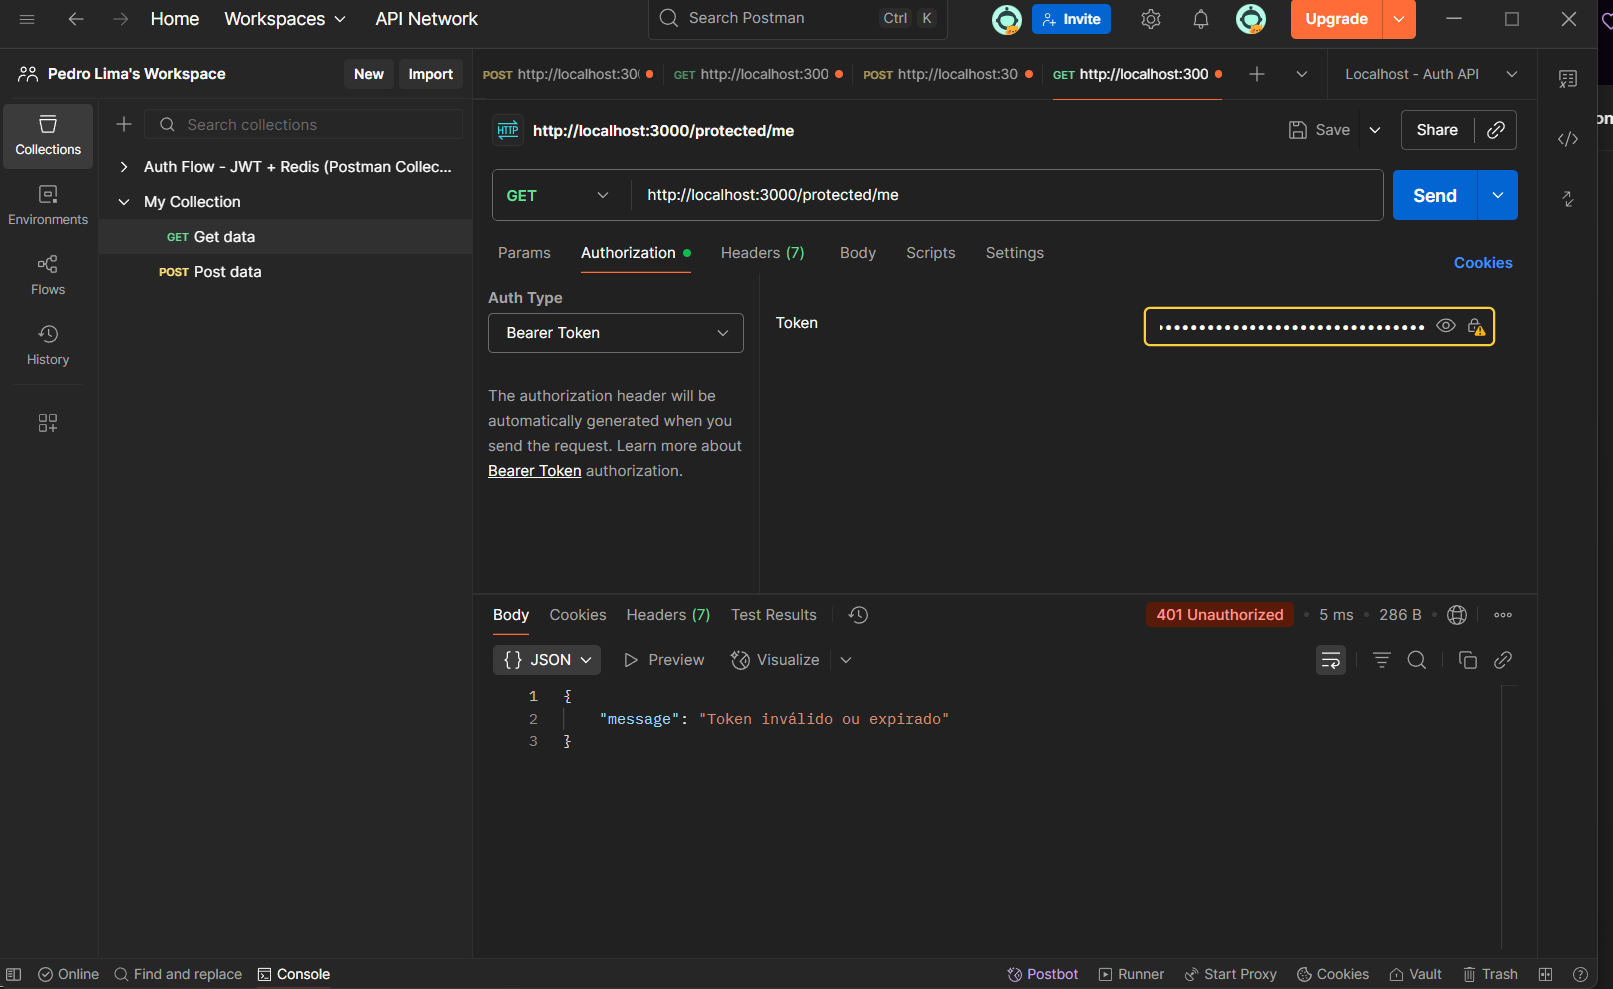 Home
Workspaces
API Network
Search Postman
Ctrl
K
Invite
Upgrade
Pedro Lima's Workspace
New
Import
POST http://localhost:30
GET http://localhost:300
POST http://localhost:30
GET http://localhost:300
Localhost - Auth API
Collections
Environments
Flows
History
Search collections
Auth Flow - JWT + Redis (Postman Collec...
My Collection
GET Get data
POST Post data
HTTP
http://localhost:3000/protected/me
Save
Share
GET
http://localhost:3000/protected/me
Send
Params
Authorization
Headers (7)
Body
Scripts
Settings
Cookies
Auth Type
Bearer Token
The authorization header will be
automatically generated when you
send the request. Learn more about
Bearer Token authorization.
Token
Body
Cookies
Headers (7)
Test Results
401 Unauthorized
5 ms
286 B
{} JSON
Preview
Visualize
1 {
2 "message": "Token inválido ou expirado"
3 }
Online
Find and replace
Console
Postbot
Runner
Start Proxy
Cookies
Vault
Trash